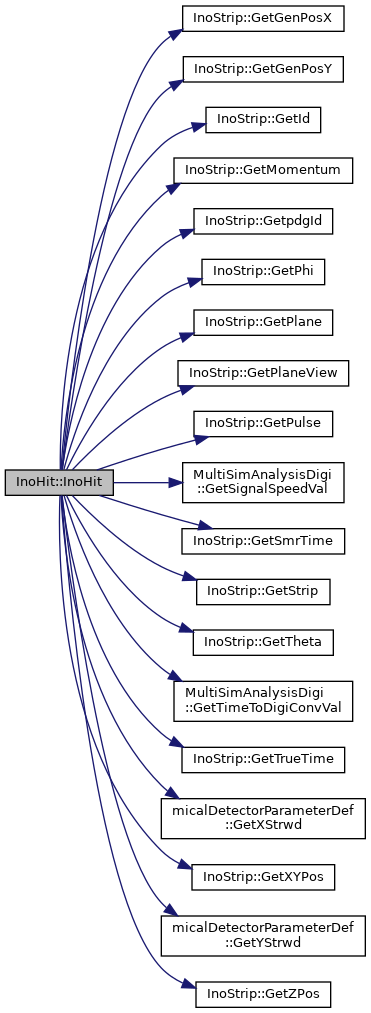 InoStrip::GetGenPosX
InoStrip::GetGenPosY
InoStrip::GetId
InoStrip::GetMomentum
InoStrip::GetpdgId
InoStrip::GetPhi
InoStrip::GetPlane
InoStrip::GetPlaneView
InoStrip::GetPulse
InoHit::InoHit
MultiSimAnalysisDigi
::GetSignalSpeedVal
InoStrip::GetSmrTime
InoStrip::GetStrip
InoStrip::GetTheta
MultiSimAnalysisDigi
::GetTimeToDigiConvVal
InoStrip::GetTrueTime
micalDetectorParameterDef
::GetXStrwd
InoStrip::GetXYPos
micalDetectorParameterDef
::GetYStrwd
InoStrip::GetZPos